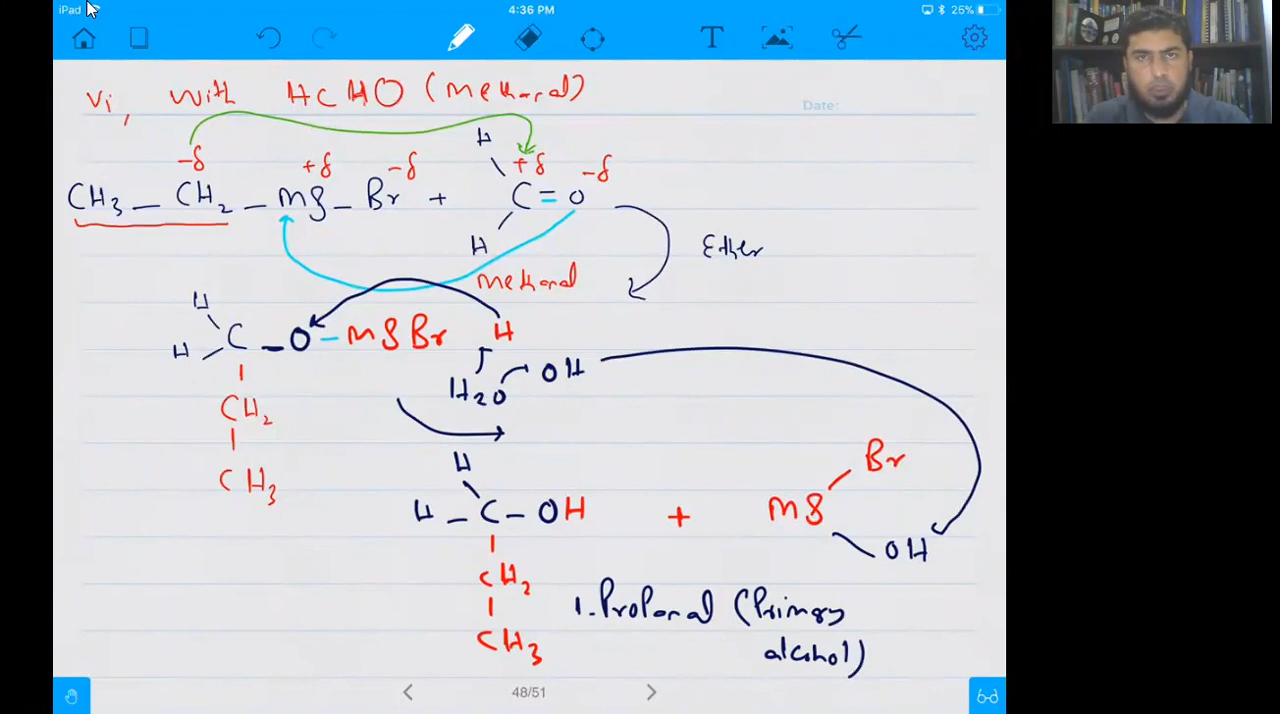 iPad
4:36 PM
25%
T
vi, with HCHO (methanal)
Date:
-δ +δ -δ H +δ -δ
CH3 — CH2 — Mg — Br + C = O
H
Ether
methanal
H
H C — O — MgBr H
H2O OH
CH2
CH3
H
H — C — OH + Mg Br
OH
CH2
CH3
1. Propanal (Primary
alcohol)
48/51